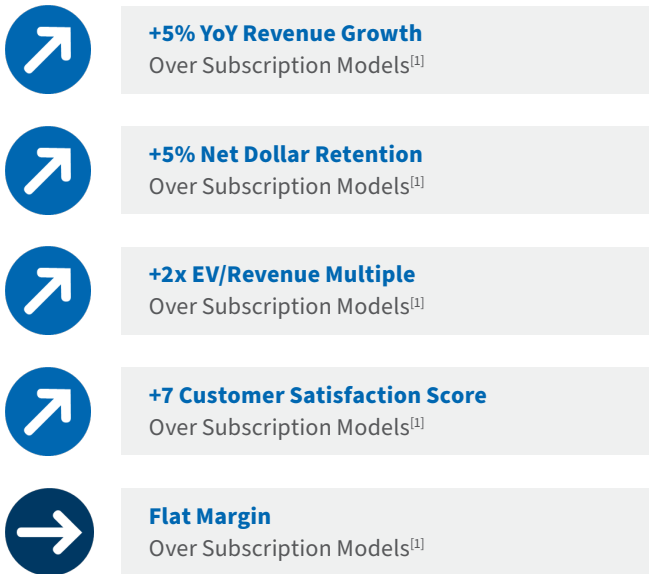 +5% YoY Revenue Growth
Over Subscription Models[1]
+5% Net Dollar Retention
Over Subscription Models[1]
+2x EV/Revenue Multiple
Over Subscription Models[1]
+7 Customer Satisfaction Score
Over Subscription Models[1]
Flat Margin
Over Subscription Models[1]